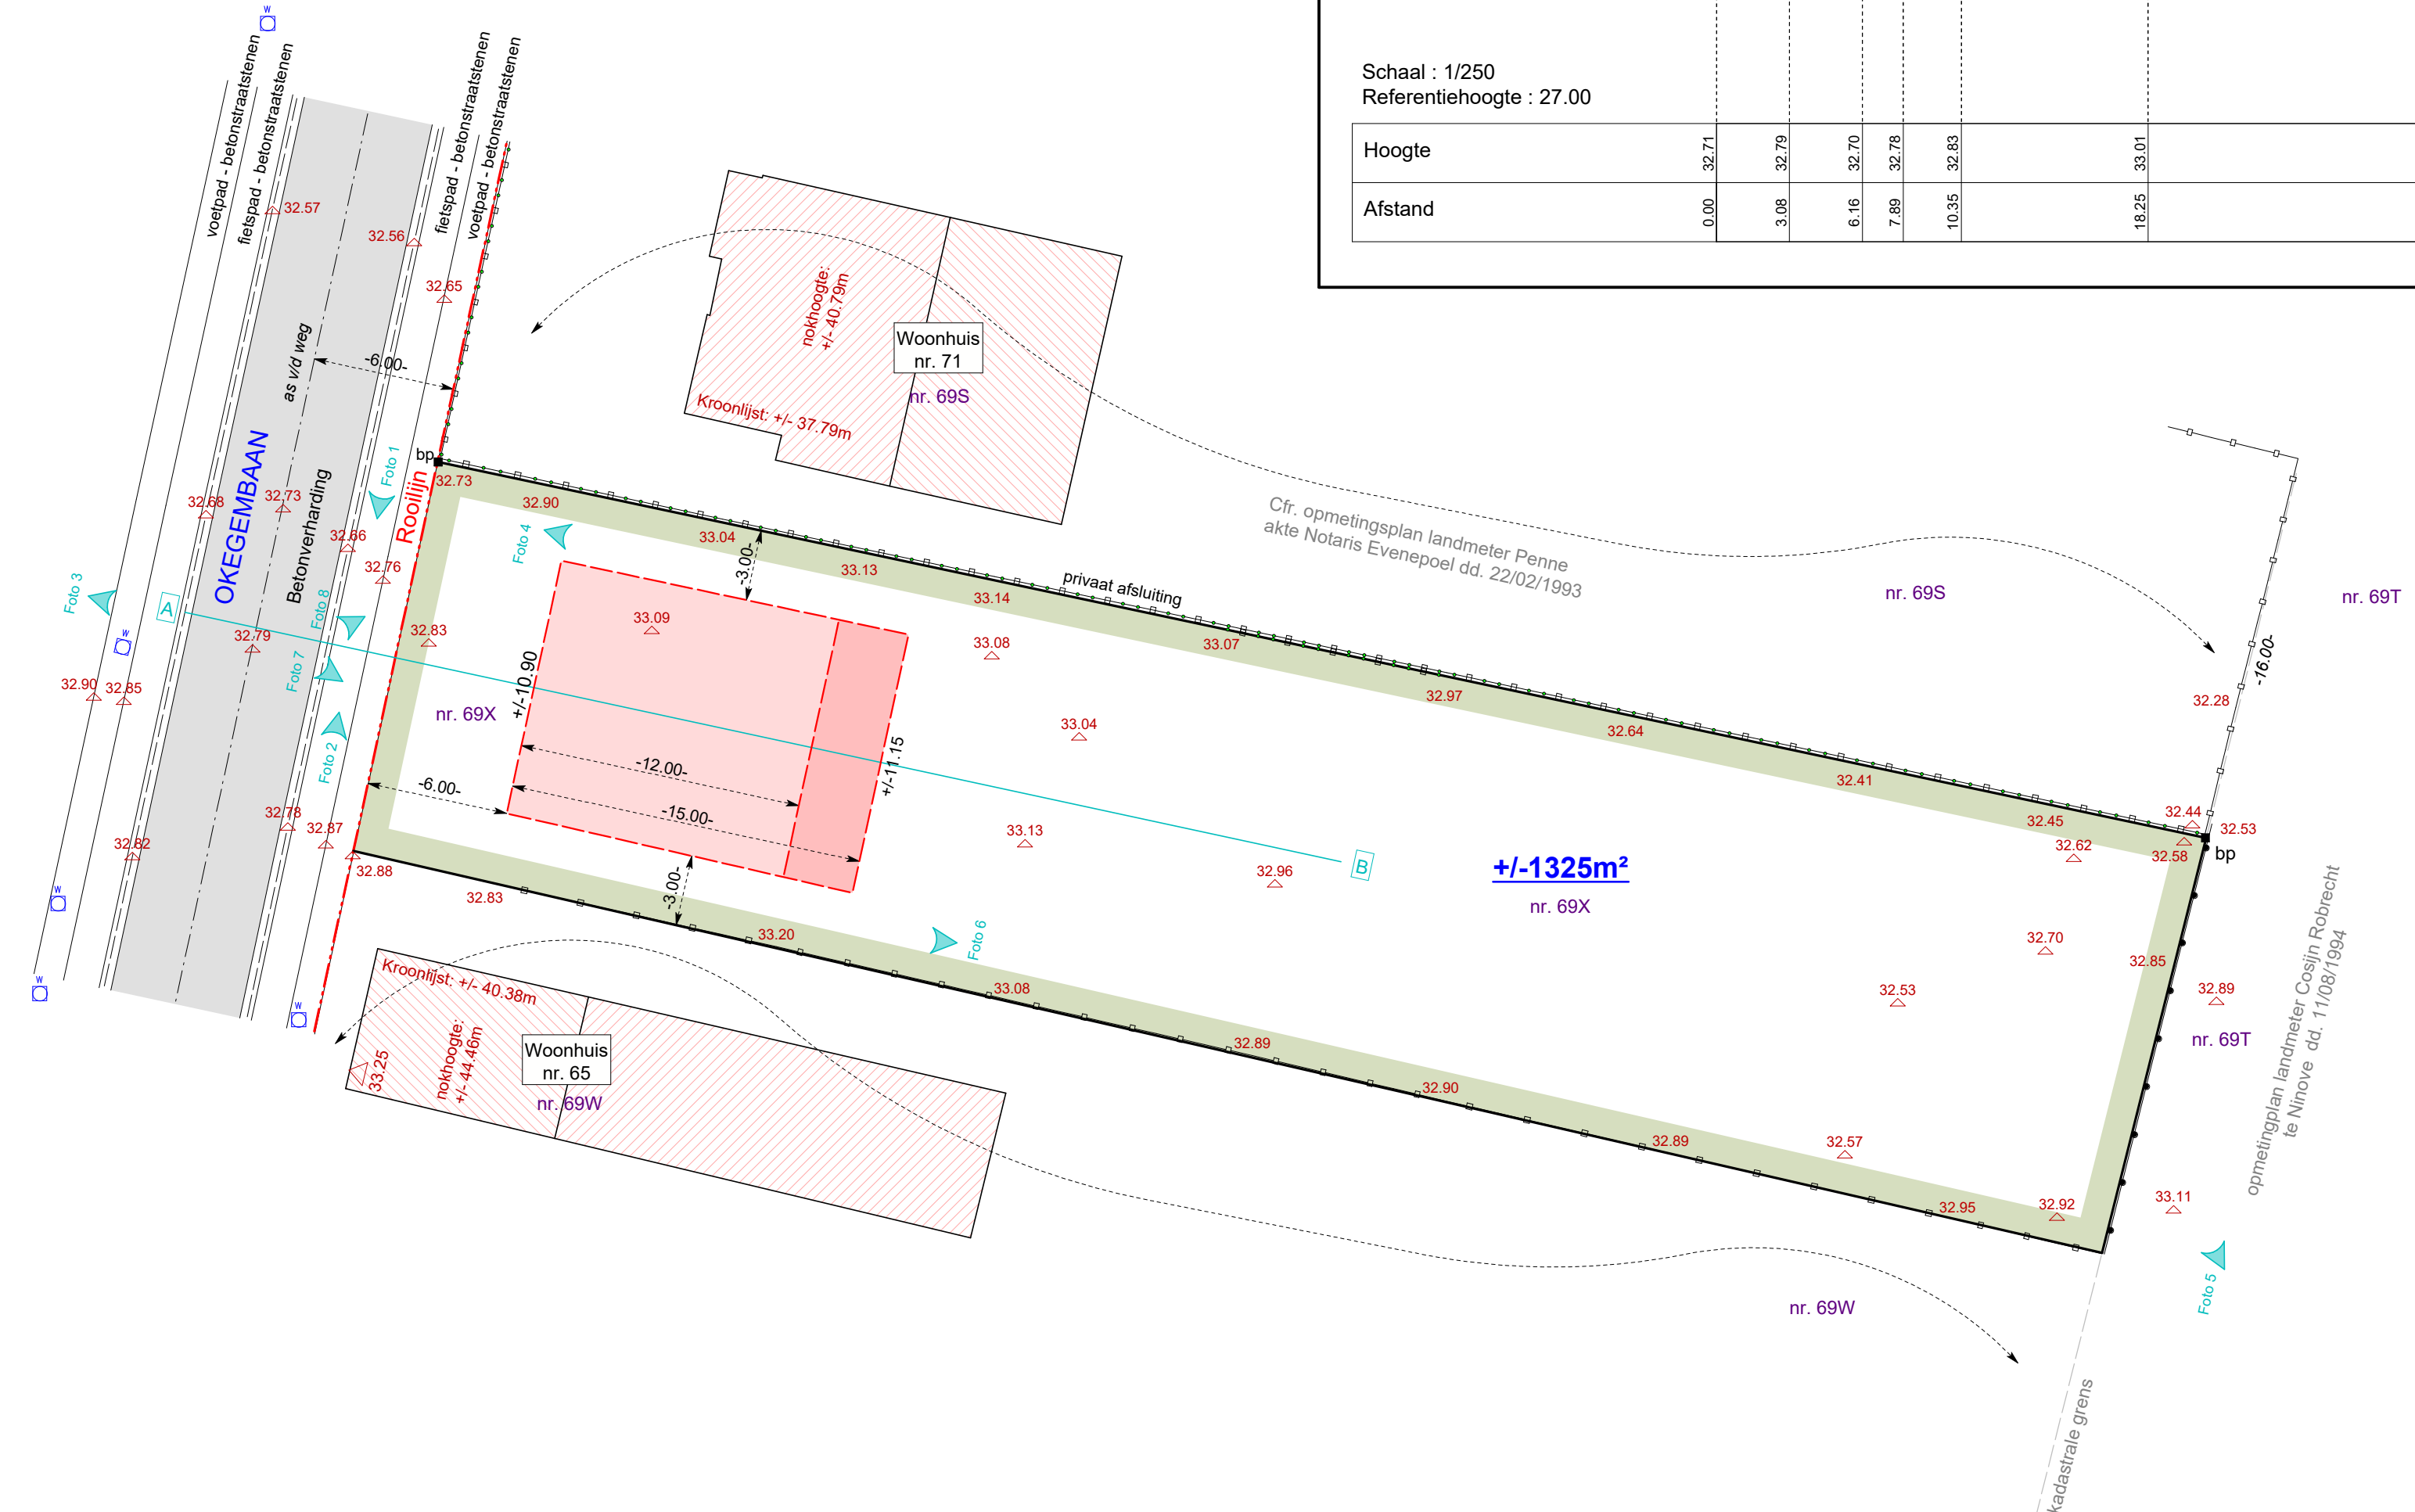 Schaal : 1/250
Referentiehoogte : 27.00
Hoogte 32.71 32.79 32.70 32.78 32.83 33.01
Afstand 0.00 3.08 6.16 7.89 10.35 18.25
W
voetpad - betonstraatstenen
fietspad - betonstraatstenen
fietspad - betonstraatstenen
voetpad - betonstraatstenen
32.57
32.56
32.65
as v/d weg
-6.00-
OKEGEMBAAN
Betonverharding
Rooilijn
nokhoogte:
+/- 40.79m
Woonhuis
nr. 71
nr. 69S
Kroonlijst: +/- 37.79m
Foto 1
bp
32.73
32.90
32.68
32.73
32.66
32.76
Foto 4
33.04
-3.00-
33.13
33.14
privaat afsluiting
Cfr. opmetingsplan landmeter Penne
akte Notaris Evenepoel dd. 22/02/1993
nr. 69S
nr. 69T
Foto 3
A
Foto 8
32.79
W
32.83
33.09
33.08
33.07
-16.00-
Foto 7
32.90
32.85
nr. 69X
+/-10.90
33.04
32.97
32.64
32.28
Foto 2
-12.00-
+/-11.15
-6.00-
-15.00-
32.41
32.78
32.87
32.82
32.88
33.13
32.45
32.44
32.53
32.62
32.58
bp
B
+/-1325m²
nr. 69X
W
32.83
-3.00-
32.96
33.20
Foto 6
32.70
32.85
32.53
32.89
nr. 69T
opmetingplan landmeter Cosijn Robrecht
te Ninove dd. 11/08/1994
W
W
Kroonlijst: +/- 40.38m
33.08
nokhoogte:
+/- 44.46m
33.25
Woonhuis
nr. 65
nr. 69W
32.89
32.90
32.89
32.57
32.95
32.92
33.11
Foto 5
nr. 69W
kadastrale grens